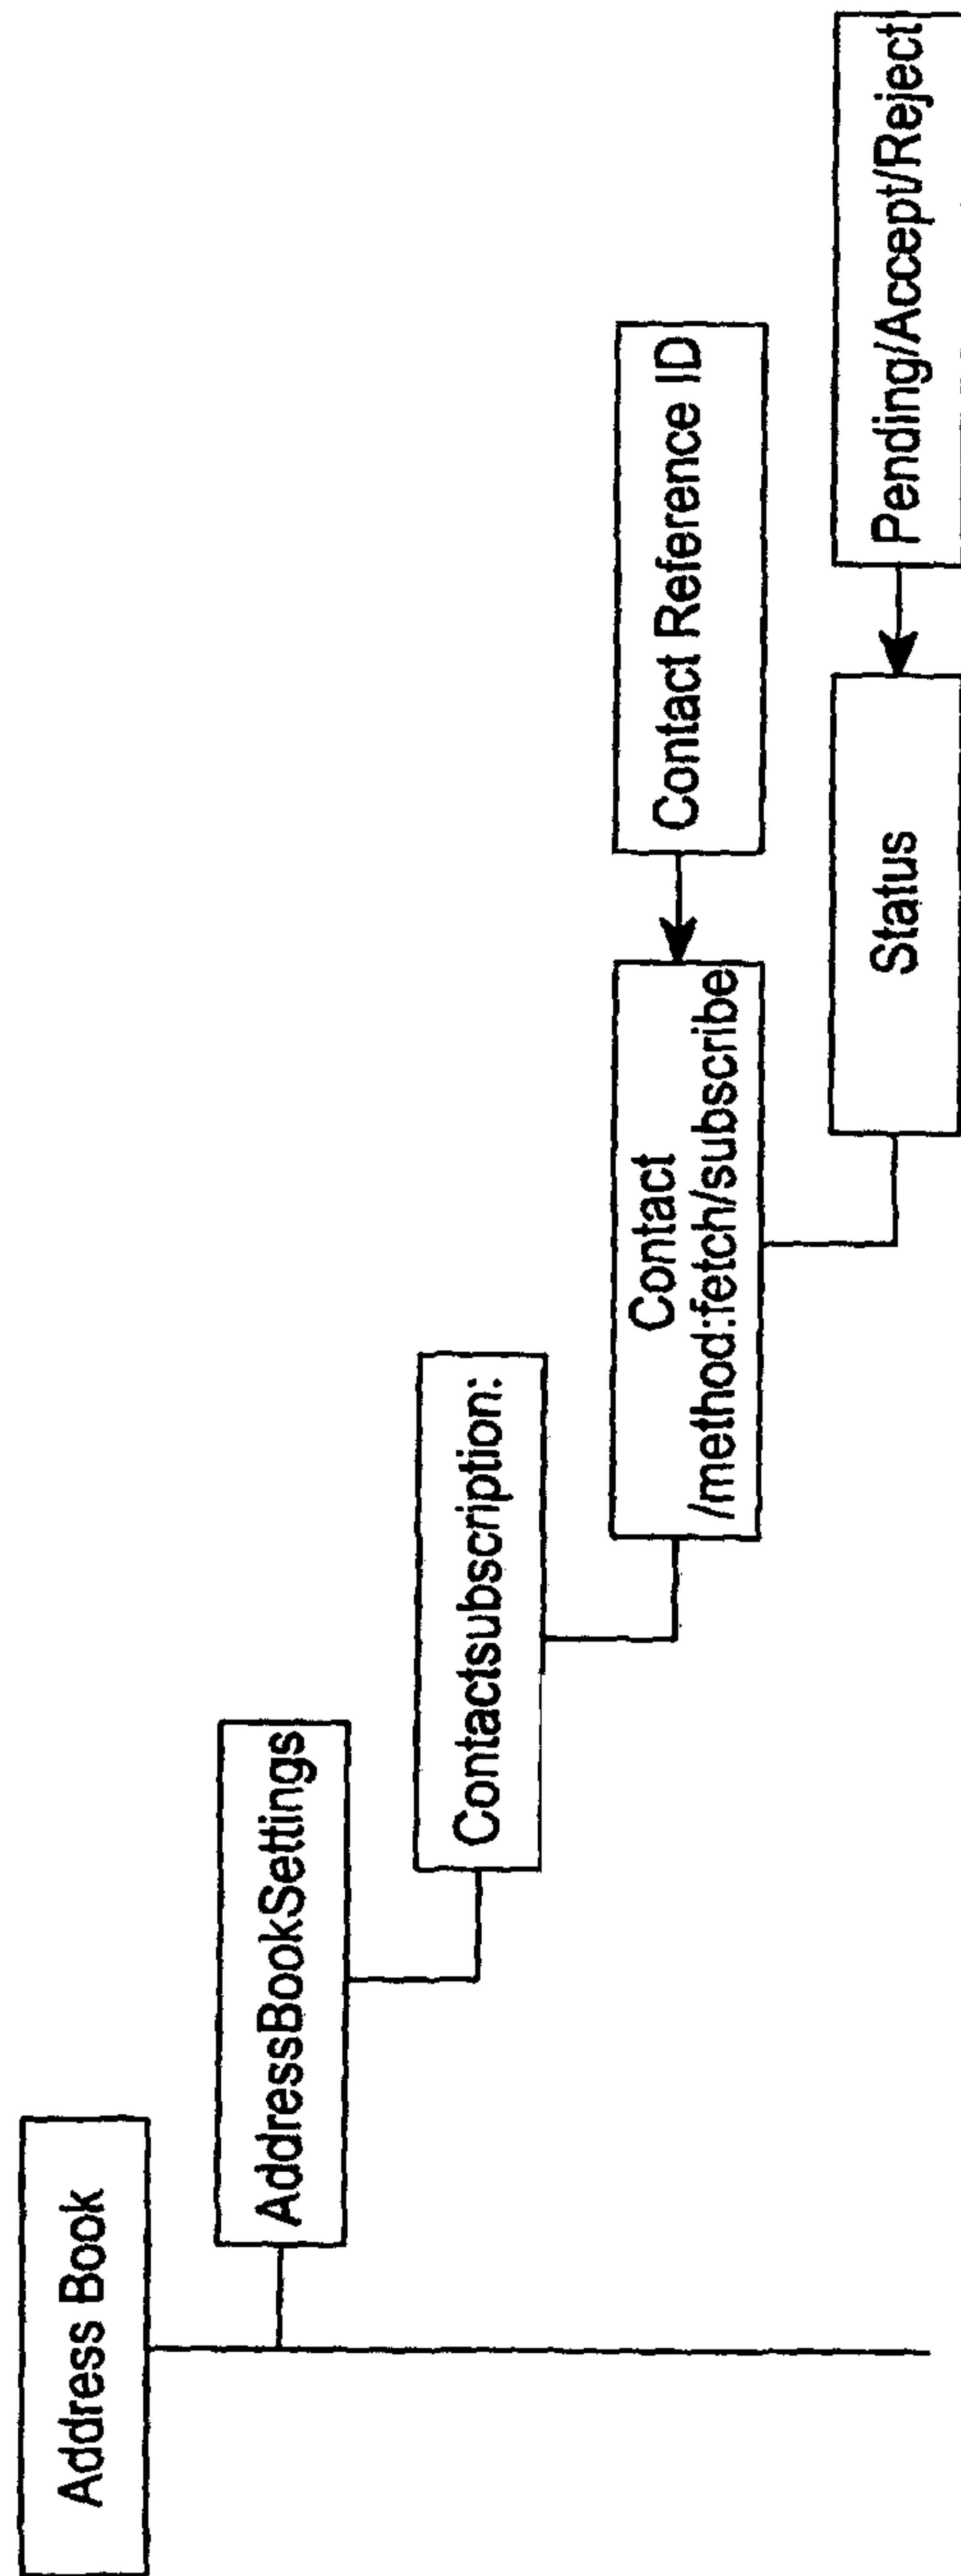 Address Book
AddressBookSettings
Contactsubscription:
Contact
/method:fetch/subscribe
Contact Reference ID
Status
Pending/Accept/Reject